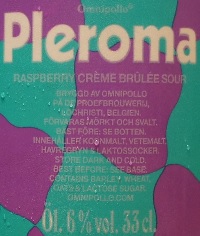 Omnipollo®
Pleroma
RASPBERRY CRÈME BRÛLÉE SOUR
BRYGGD AV OMNIPOLLO
PÅ DE PROEFBROUWERIJ,
LOCHRISTI, BELGIEN.
FÖRVARAS MÖRKT OCH SVALT.
BÄST FÖRE: SE BOTTEN.
INNEHÅLLER KORNMALT, VETEMALT,
HAVREFLINGOR & LAKTOSSOCKER.
STORE DARK AND COLD.
BEST BEFORE: SEE BASE.
CONTAINS BARLEY, WHEAT,
OATS & LACTOSE SUGAR.
OMNIPOLLO.COM
Öl. 6 % vol. 33 cl.